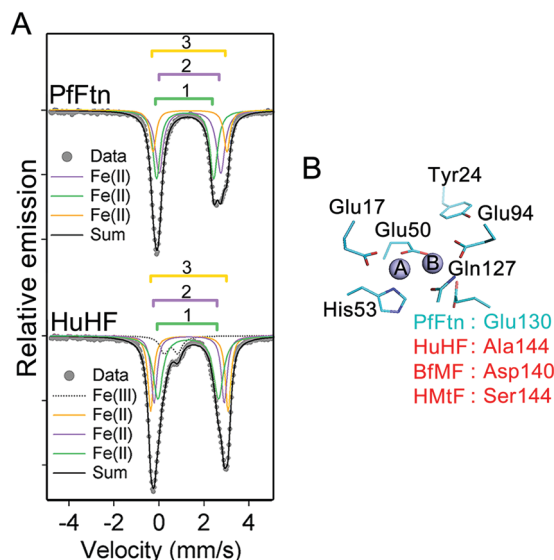 A
3
2
1
PfFtn
Data
Fe(II)
Fe(II)
Fe(II)
Sum
3
2
1
HuHF
Data
Fe(III)
Fe(II)
Fe(II)
Fe(II)
Sum
-4 -2 0 2 4
Velocity (mm/s)
Relative emission
B
Tyr24
Glu17
Glu50
Glu94
A
B
Gln127
His53
PfFtn : Glu130
HuHF : Ala144
BfMF : Asp140
HMtF : Ser144